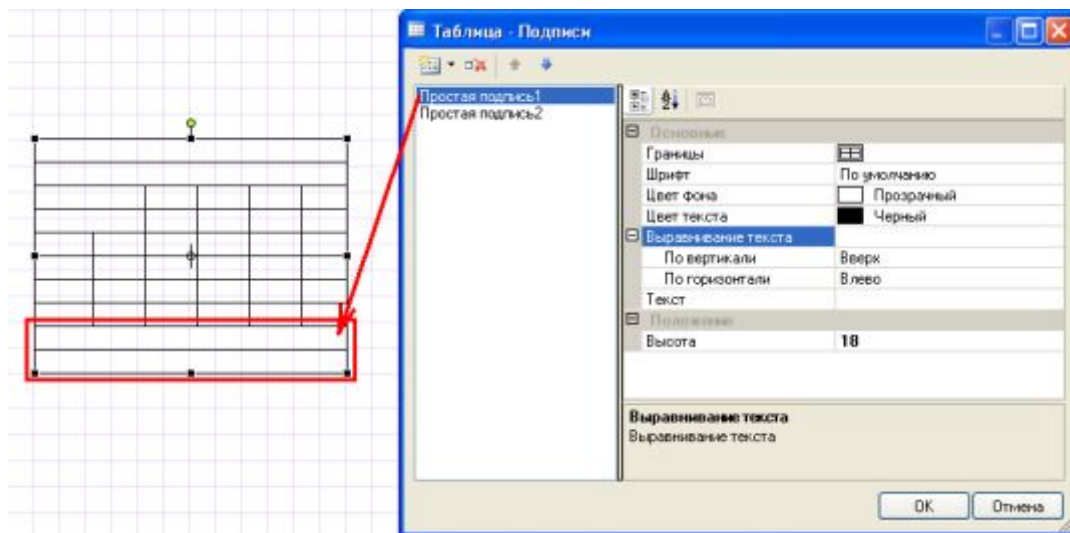 Таблица - Подписи
Простая подпись1
Простая подпись2
Основные
Границы
Шрифт По умолчанию
Цвет фона Прозрачный
Цвет текста Черный
Выравнивание текста
По вертикали Вверх
По горизонтали Влево
Текст
Положение
Высота 18
Выравнивание текста
Выравнивание текста
OK Отмена